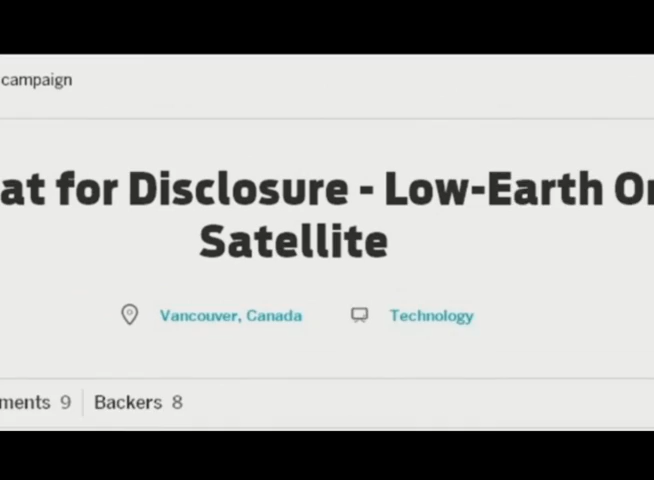 campaign
at for Disclosure - Low-Earth Or
Satellite
Vancouver, Canada Technology
ments 9 Backers 8